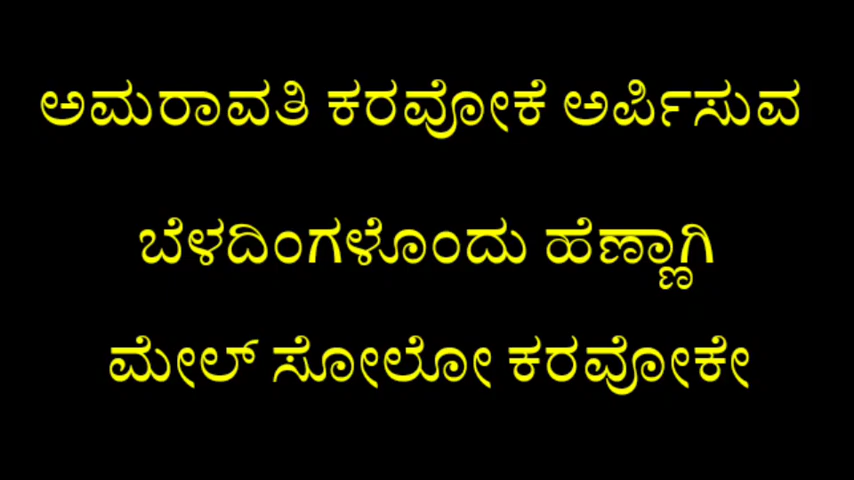 ಅಮರಾವತಿ ಕರವೋಕೆ ಅರ್ಪಿಸುವ
ಬೆಳದಿಂಗಳೊಂದು ಹೆಣ್ಣಾಗಿ
ಮೇಲ್ ಸೋಲೋ ಕರವೋಕೇ